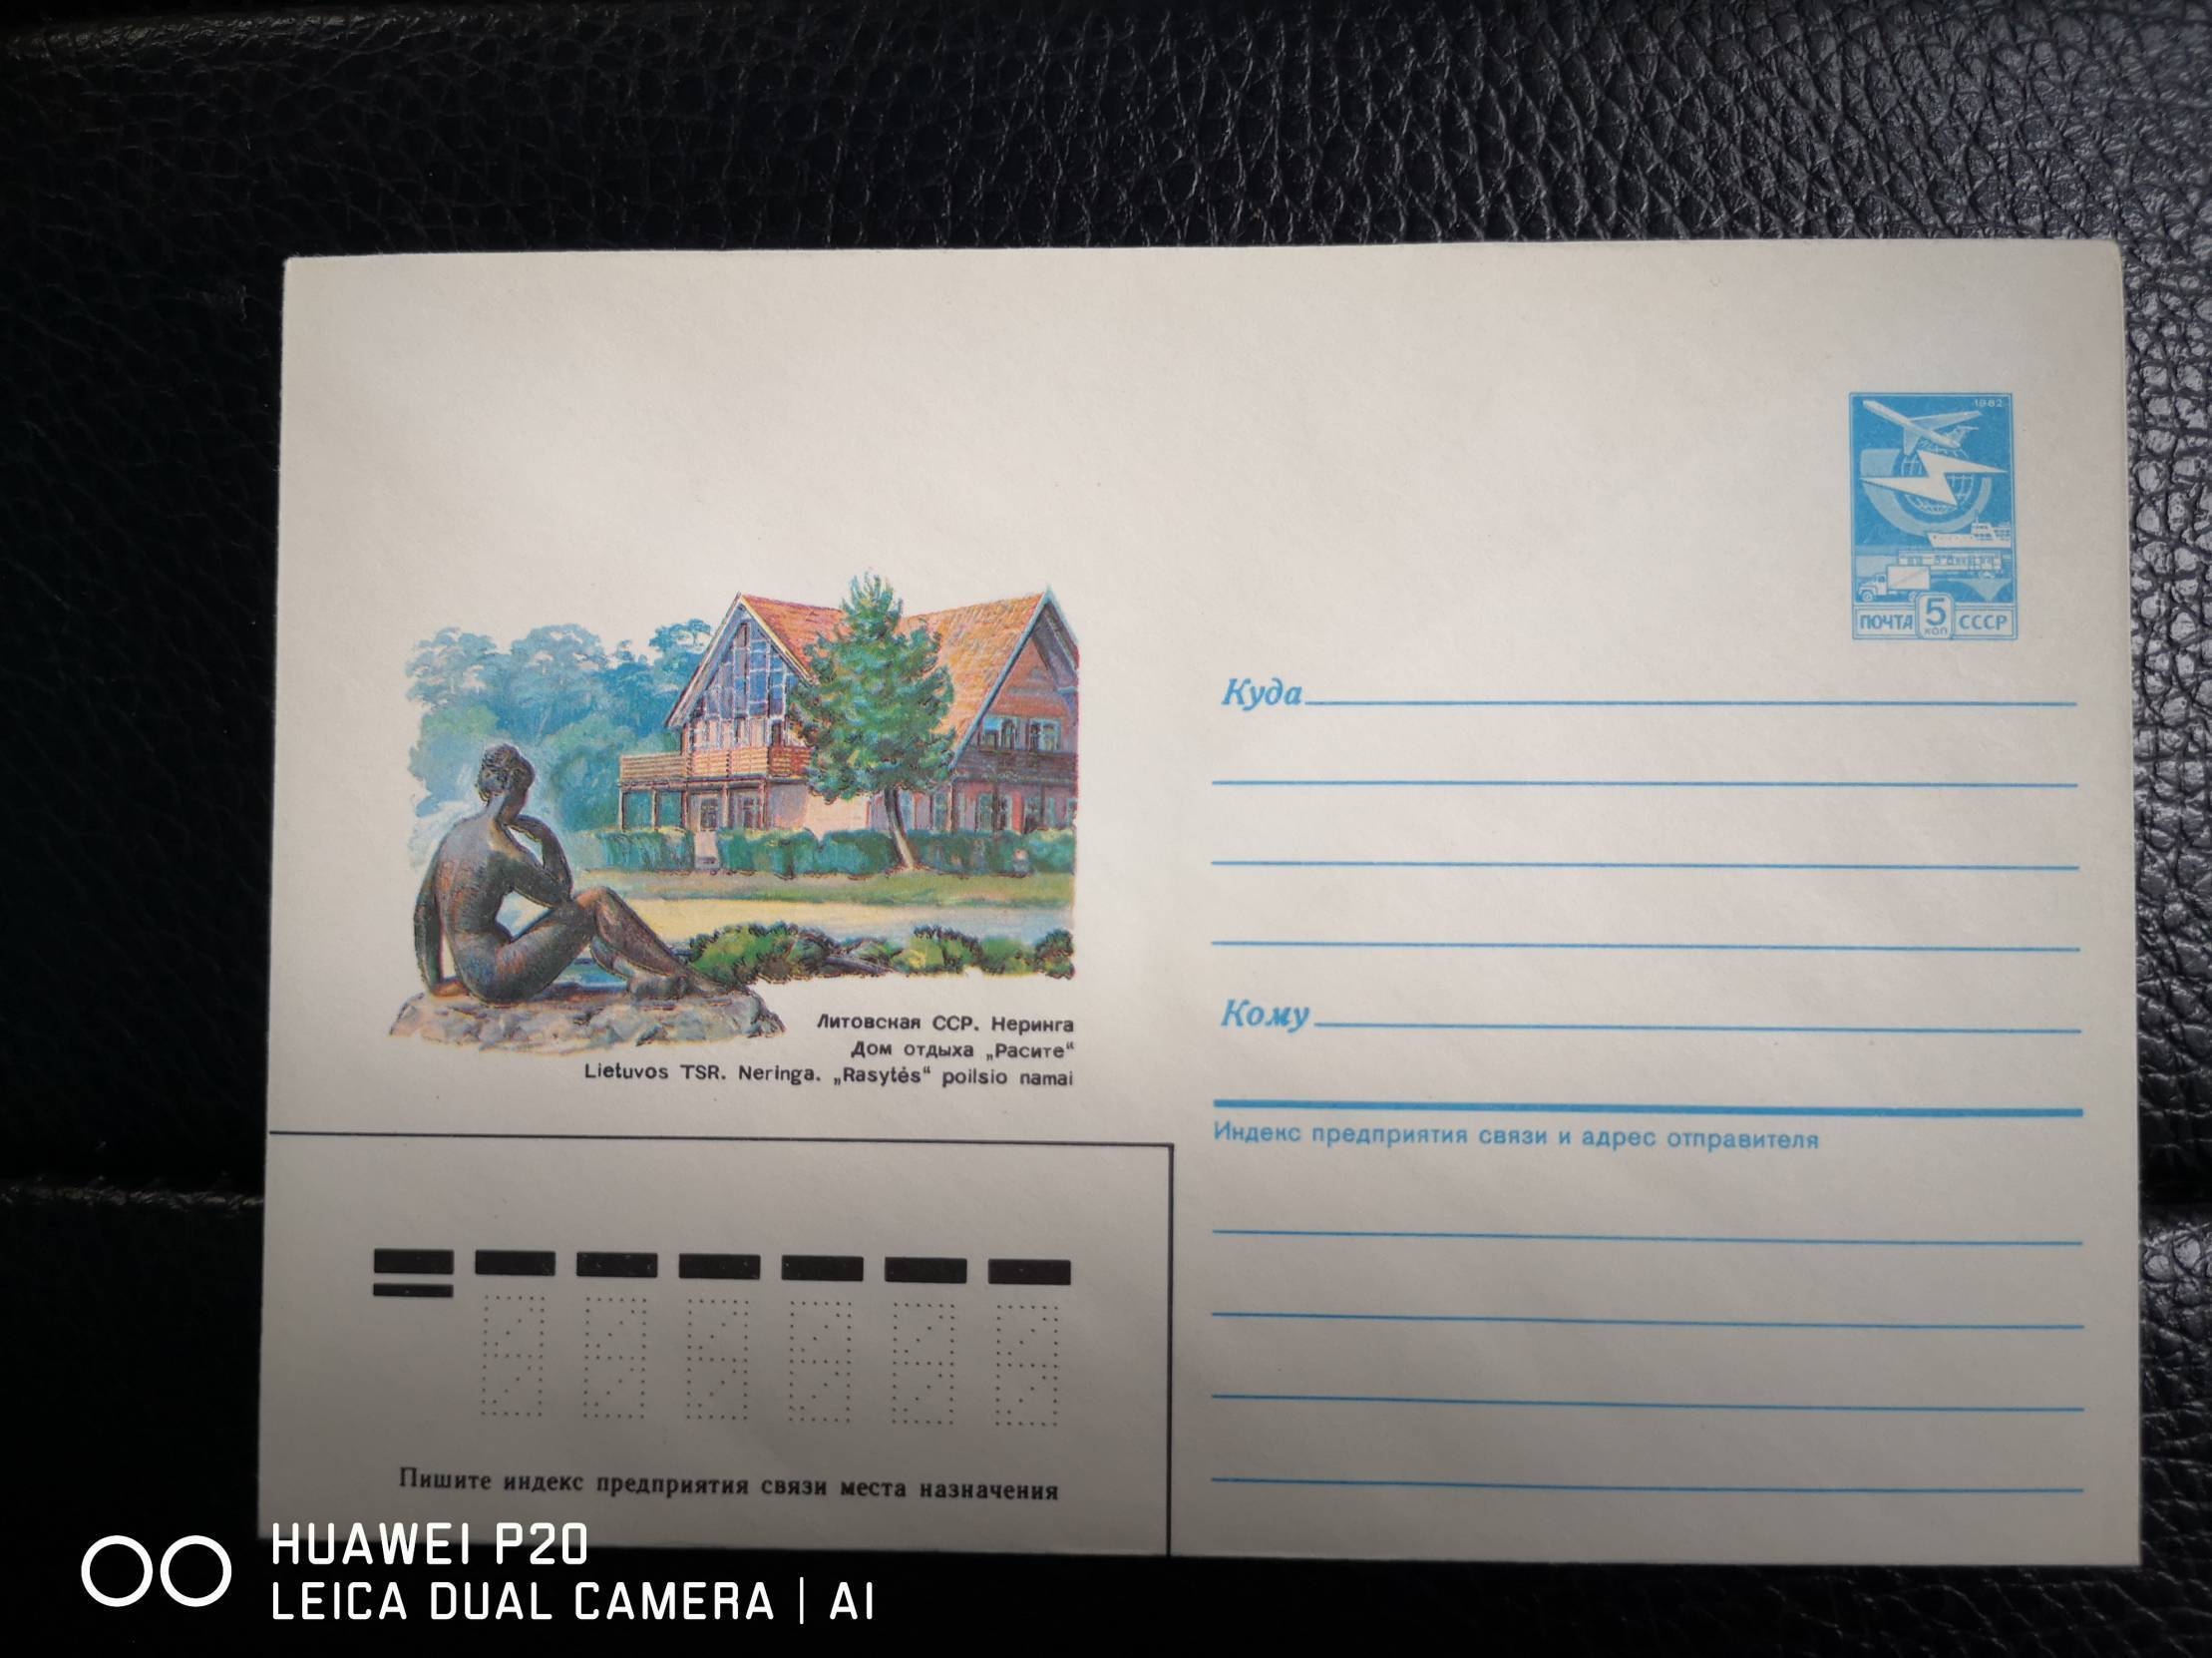 1982
ПОЧТА 5 КОП СССР
Куда
Литовская ССР. Неринга
Дом отдыха „Расите“
Lietuvos TSR. Neringa. „Rasytės“ poilsio namai
Кому
Индекс предприятия связи и адрес отправителя
Пишите индекс предприятия связи места назначения
HUAWEI P20
LEICA DUAL CAMERA | AI